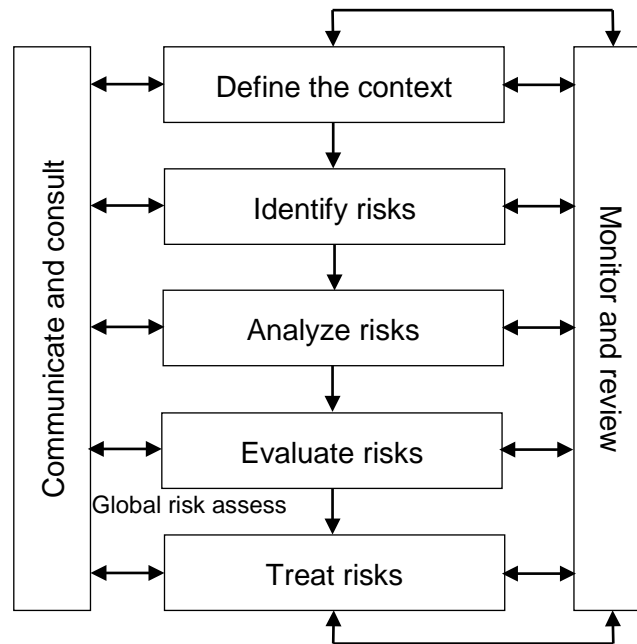 Define the context
Communicate and consult
Identify risks
Monitor and review
Analyze risks
Evaluate risks
Global risk assess
Treat risks